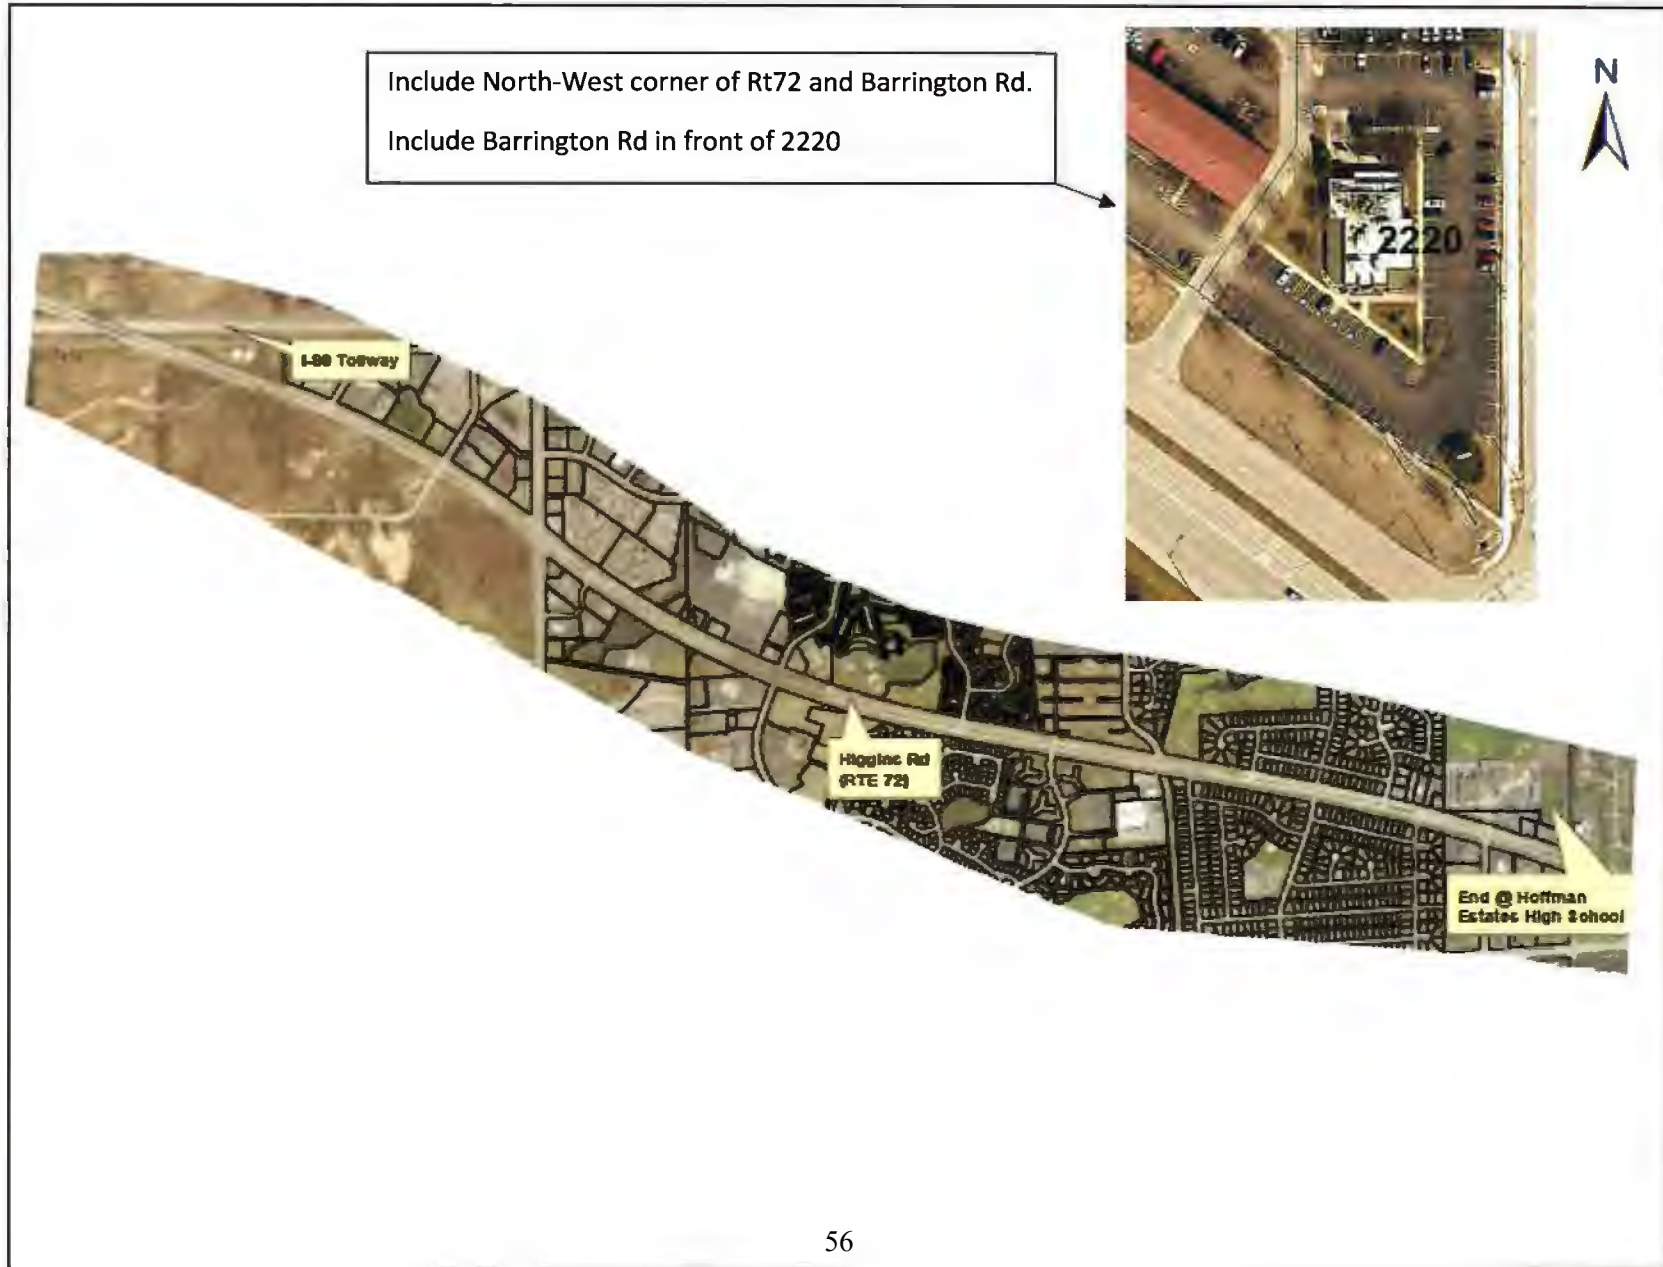 Include North-West corner of Rt72 and Barrington Rd.
Include Barrington Rd in front of 2220
N
2220
I-90 Tollway
Higgins Rd
(RTE 72)
End @ Hoffman
Estates High School
56